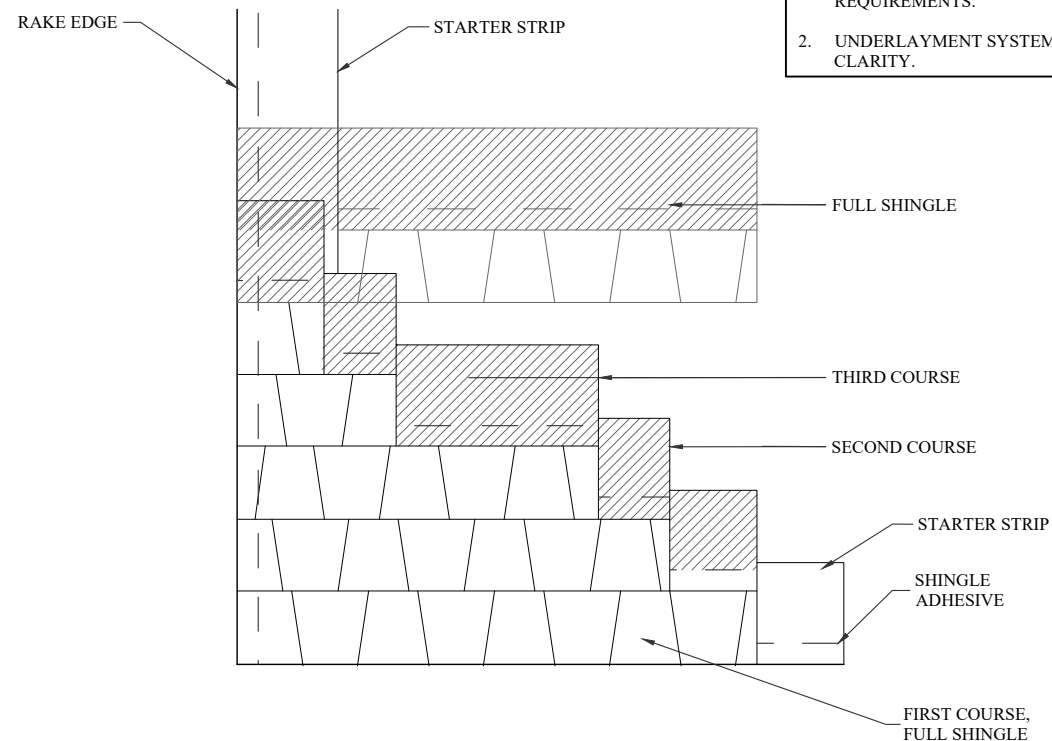 REQUIREMENTS.
2. UNDERLAYMENT SYSTEM
CLARITY.
RAKE EDGE
STARTER STRIP
FULL SHINGLE
THIRD COURSE
SECOND COURSE
STARTER STRIP
SHINGLE
ADHESIVE
FIRST COURSE,
FULL SHINGLE